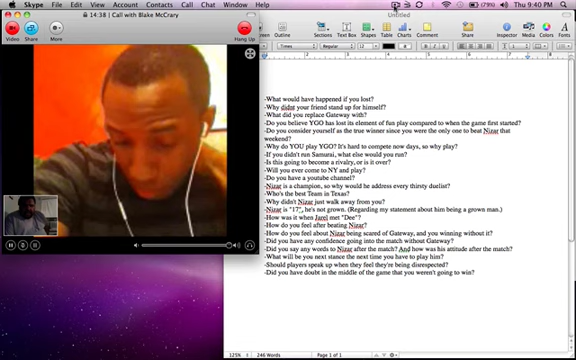 Skype File Edit View Account Contacts Call Chat Window Help
(79%) Thu 9:40 PM
14:38 | Call with Blake McCrary
Untitled
Video Share More Hang Up
Outline Sections Text Box Shapes Table Charts Comment Share Media Colors Fonts
Times Regular 12
-What would have happened if you lost?
-Why didnt your friend stand up for himself?
-What did you replace Gateway with?
-Do you believe YGO has lost its element of fun play compared to when the game first started?
-Do you consider yourself as the true winner since you were the only one to beat Nizar that
weekend?
-Why do YOU play YGO? It's hard to compete now days, so why play?
-If you didn't run Samurai, what else would you run?
-Is this going to become a rivalry, or is it over?
-Will you ever come to NY and play?
-Do you have a youtube channel?
-Nizar is a champion, so why would he address every thirsty duelist?
-Who's the best Team in Texas?
-Why didn't Nizar just walk away from you?
-Nizar is "17", he's not grown. (Regarding my statement about him being a grown man.)
-How was it when Jarel met "Dee"?
-How do you feel after beating Nizar?
-How do you feel about Nizar being scared of Gateway, and you winning without it?
-Did you have any confidence going into the match without Gateway?
-Did you say any words to Nizar after the match? And how was his attitude after the match?
-What will be you next stance the next time you have to play him?
-Should players speak up when they feel they're being disrespected?
-Did you have doubt in the middle of the game that you weren't going to win?
125% 246 Words Page 1 of 1